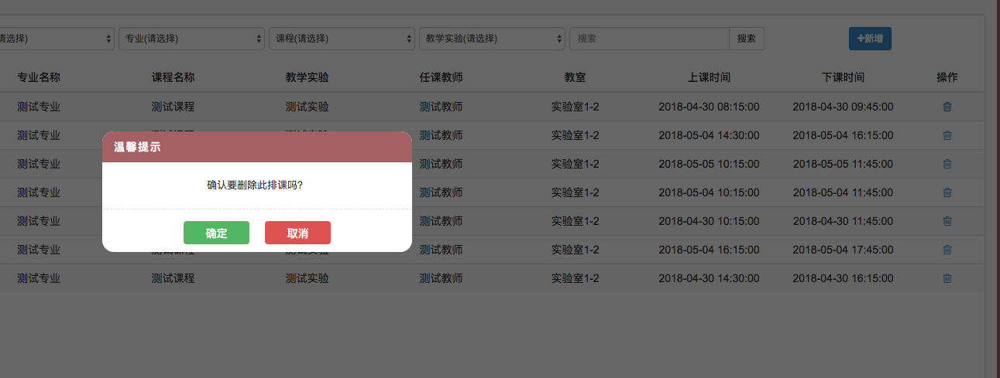 请选择) 专业(请选择) 课程(请选择) 教学实验(请选择) 搜索 搜索 新增
专业名称 课程名称 教学实验 任课教师 教室 上课时间 下课时间 操作
测试专业 测试课程 测试实验 测试教师 实验室1-2 2018-04-30 08:15:00 2018-04-30 09:45:00
测试专业 测试教师 实验室1-2 2018-05-04 14:30:00 2018-05-04 16:15:00
温馨提示
测试专业 测试教师 实验室1-2 2018-05-05 10:15:00 2018-05-05 11:45:00
确认要删除此排课吗?
测试专业 测试教师 实验室1-2 2018-05-04 10:15:00 2018-05-04 11:45:00
测试专业 测试教师 实验室1-2 2018-04-30 10:15:00 2018-04-30 11:45:00
确定 取消
测试专业 测试课程 测试实验 测试教师 实验室1-2 2018-05-04 16:15:00 2018-05-04 17:45:00
测试专业 测试课程 测试实验 测试教师 实验室1-2 2018-04-30 14:30:00 2018-04-30 16:15:00